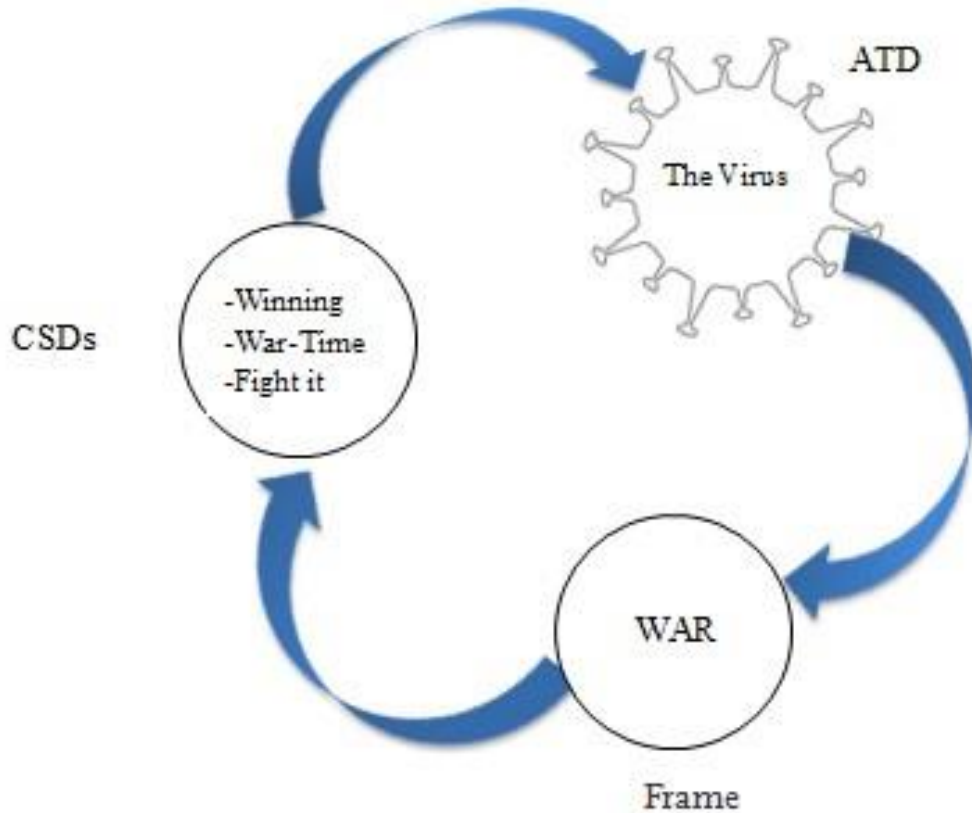 ATD
The Virus
CSDs
-Winning
-War-Time
-Fight it
WAR
Frame